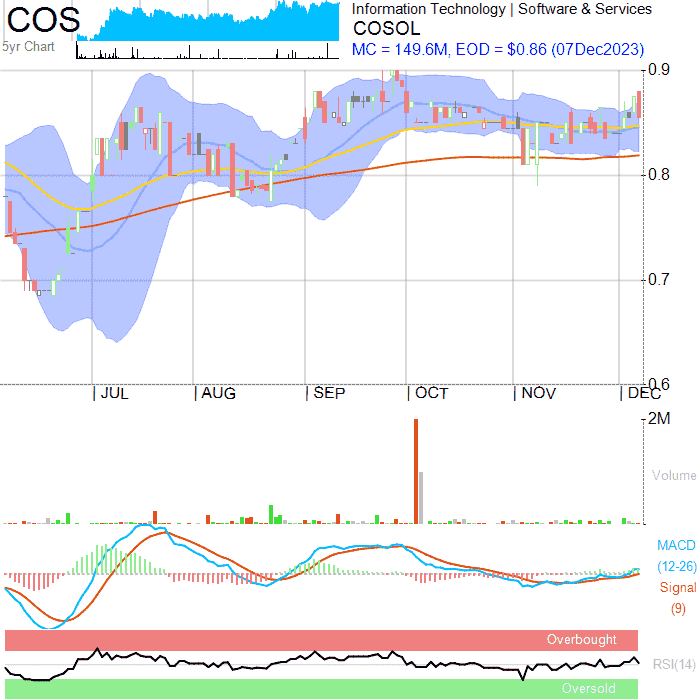 COS
5yr Chart
Information Technology | Software & Services
COSOL
MC = 149.6M, EOD = $0.86 (07Dec2023)
0.9
0.8
0.7
0.6
| JUL | AUG | SEP | OCT | NOV | DEC
2M
Volume
MACD
(12-26)
Signal
(9)
Overbought
RSI(14)
Oversold